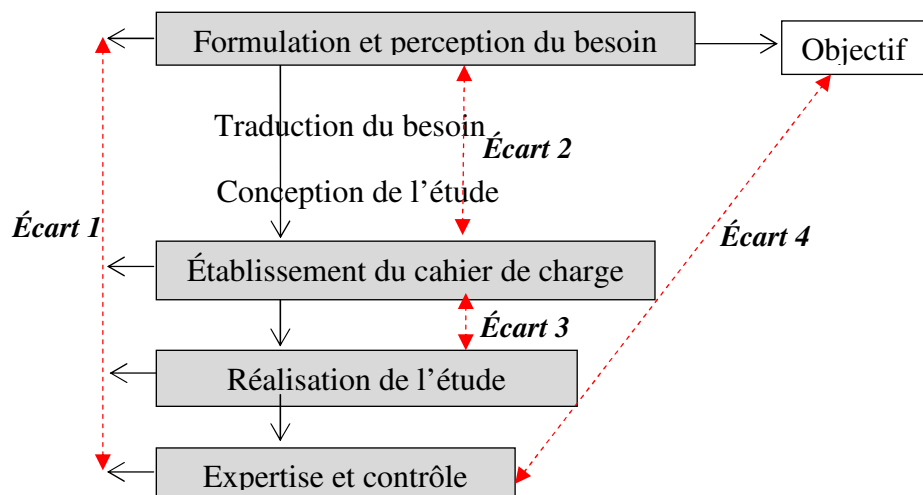 Formulation et perception du besoin
Objectif
Traduction du besoin
Écart 2
Conception de l’étude
Écart 1
Écart 4
Établissement du cahier de charge
Écart 3
Réalisation de l’étude
Expertise et contrôle